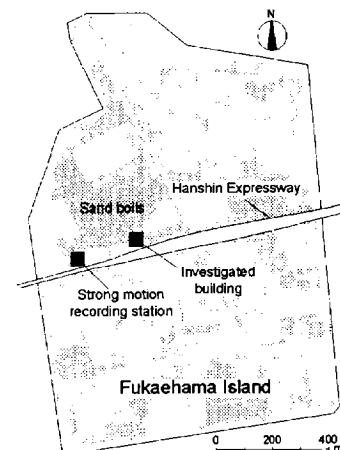 N
Hanshin Expressway
Sand boils
Investigated
building
Strong motion
recording station
Fukaehama Island
0 200 400